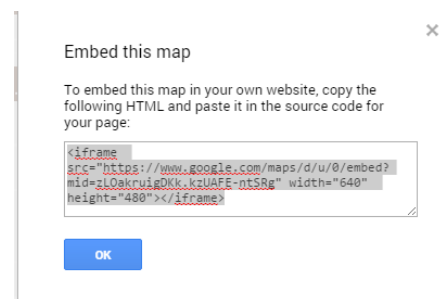 Embed this map
To embed this map in your own website, copy the
following HTML and paste it in the source code for
your page:
<iframe
src="https://www.google.com/maps/d/u/0/embed?
mid=zLOakruigDKk.kzUAFE-ntSRg" width="640"
height="480"></iframe>
OK